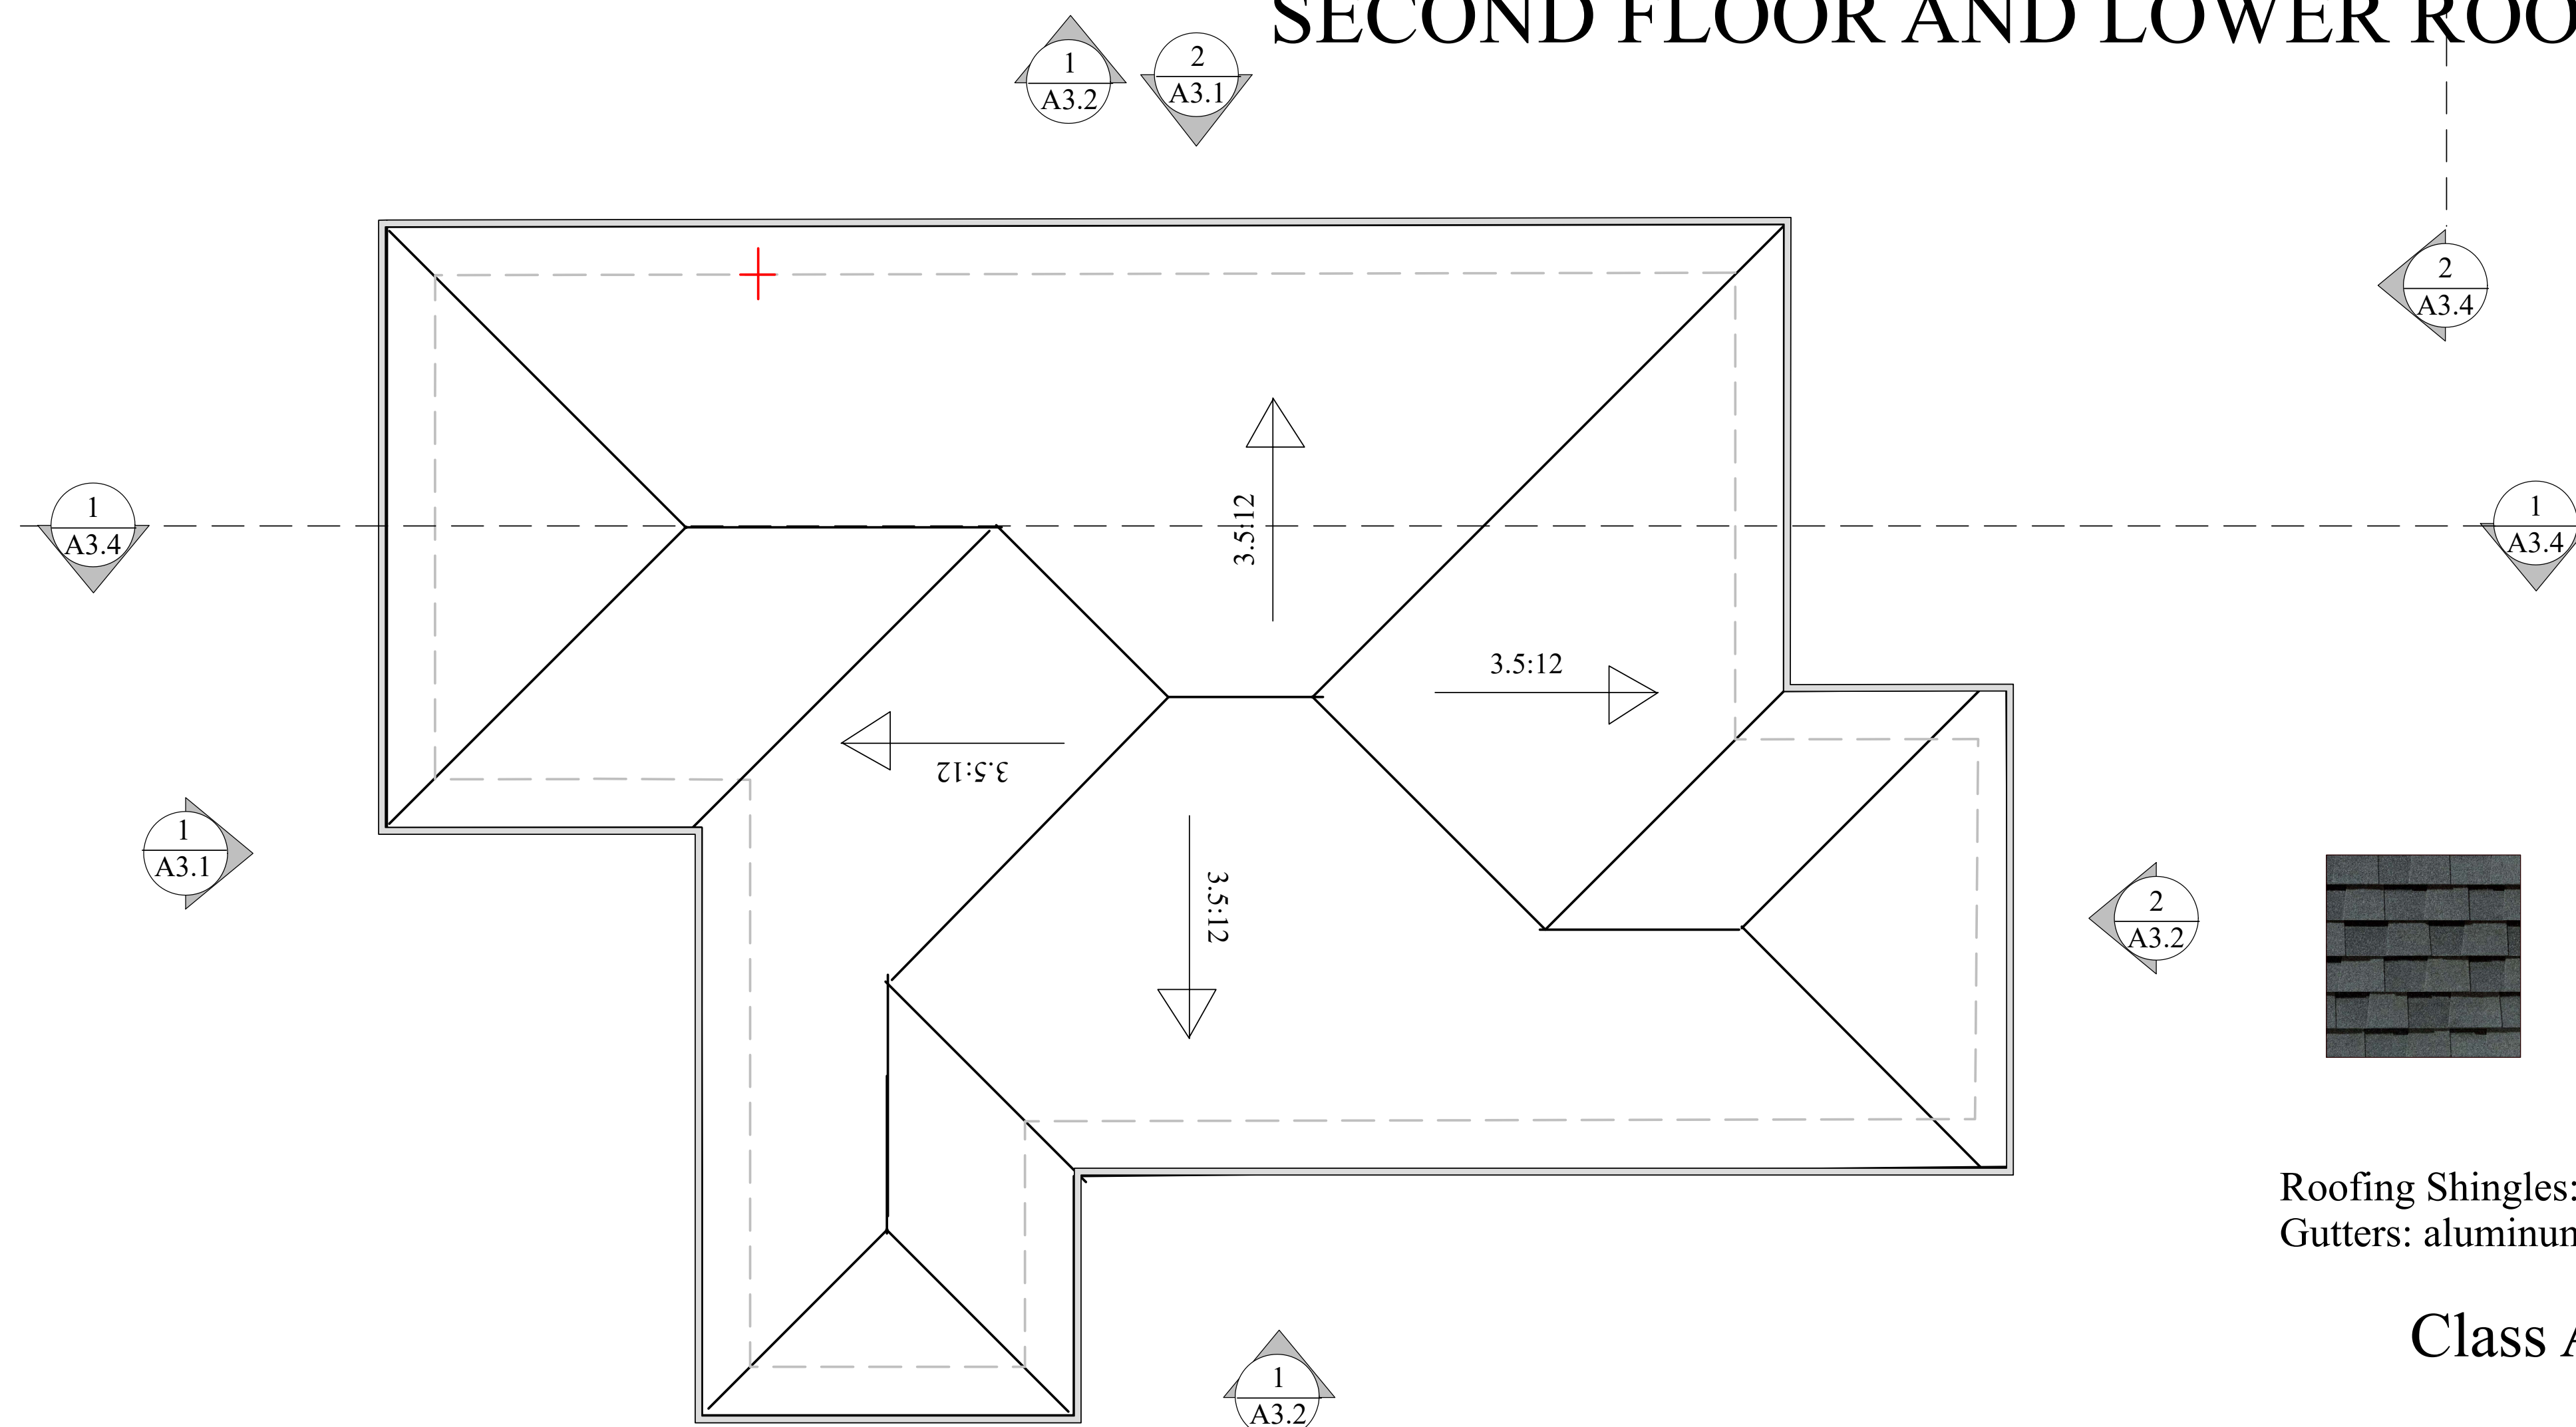 SECOND FLOOR AND LOWER ROO
1
A3.2
2
A3.1
2
A3.4
1
A3.4
3.5:12
1
A3.4
3.5:12
3.5:12
1
A3.1
3.5:12
2
A3.2
Roofing Shingles:
Gutters: aluminum
Class A
1
A3.2